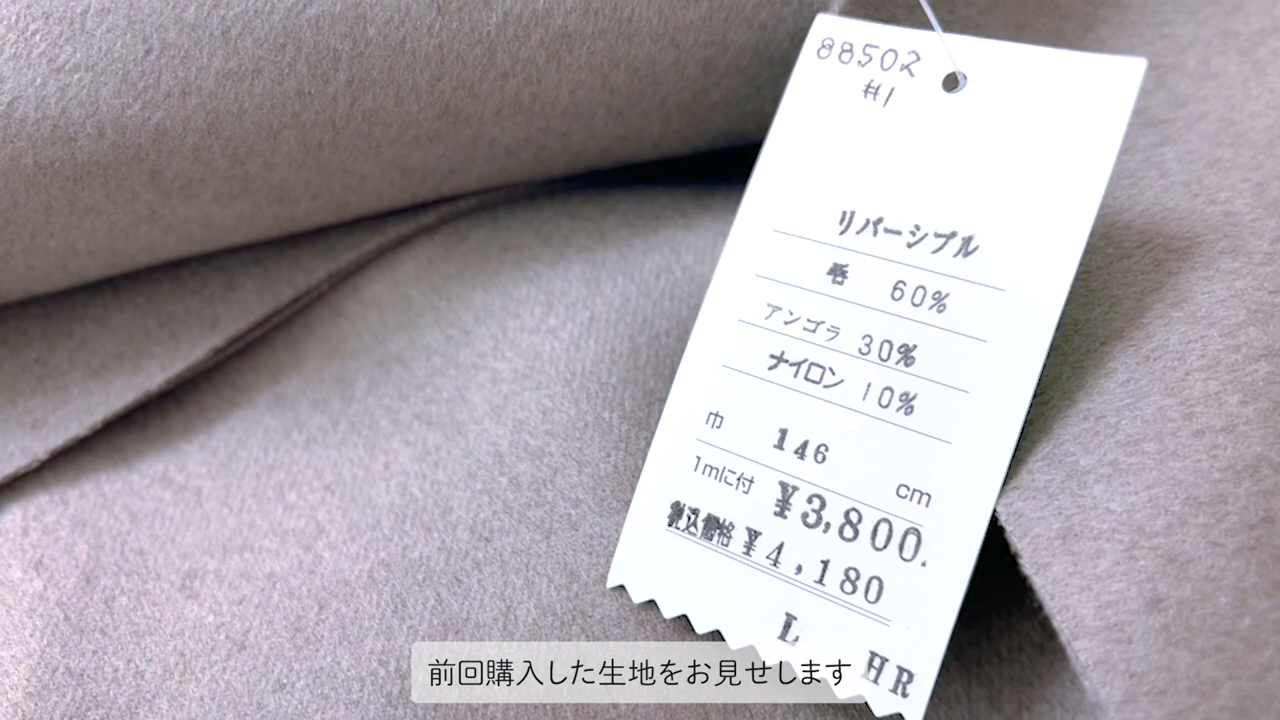 88502
#1
リバーシブル
毛 60%
アンゴラ 30%
ナイロン 10%
巾 146 cm
1mに付 ¥3,800.
税込価格 ¥4,180
L HR
前回購入した生地をお見せします